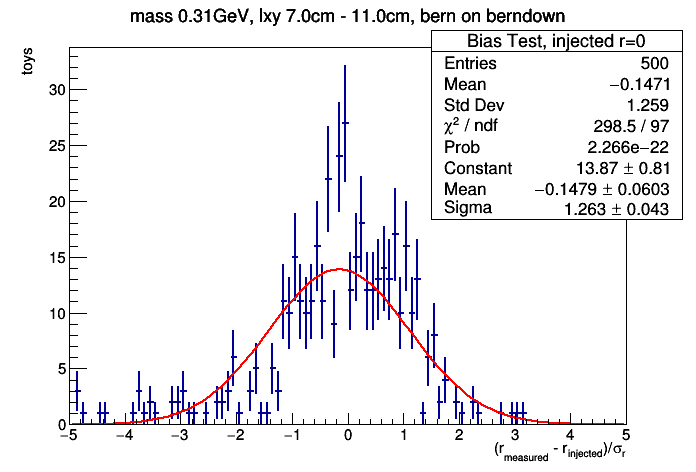 mass 0.31GeV, lxy 7.0cm - 11.0cm, bern on berndown
toys
Bias Test, injected r=0
Entries 500
Mean −0.1471
Std Dev 1.259
χ² / ndf 298.5 / 97
Prob 2.266e−22
Constant 13.87 ± 0.81
Mean −0.1479 ± 0.0603
Sigma 1.263 ± 0.043
30
25
20
15
10
5
0
−5 −4 −3 −2 −1 0 1 2 3 4 5
(r_measured - r_injected)/σ_r